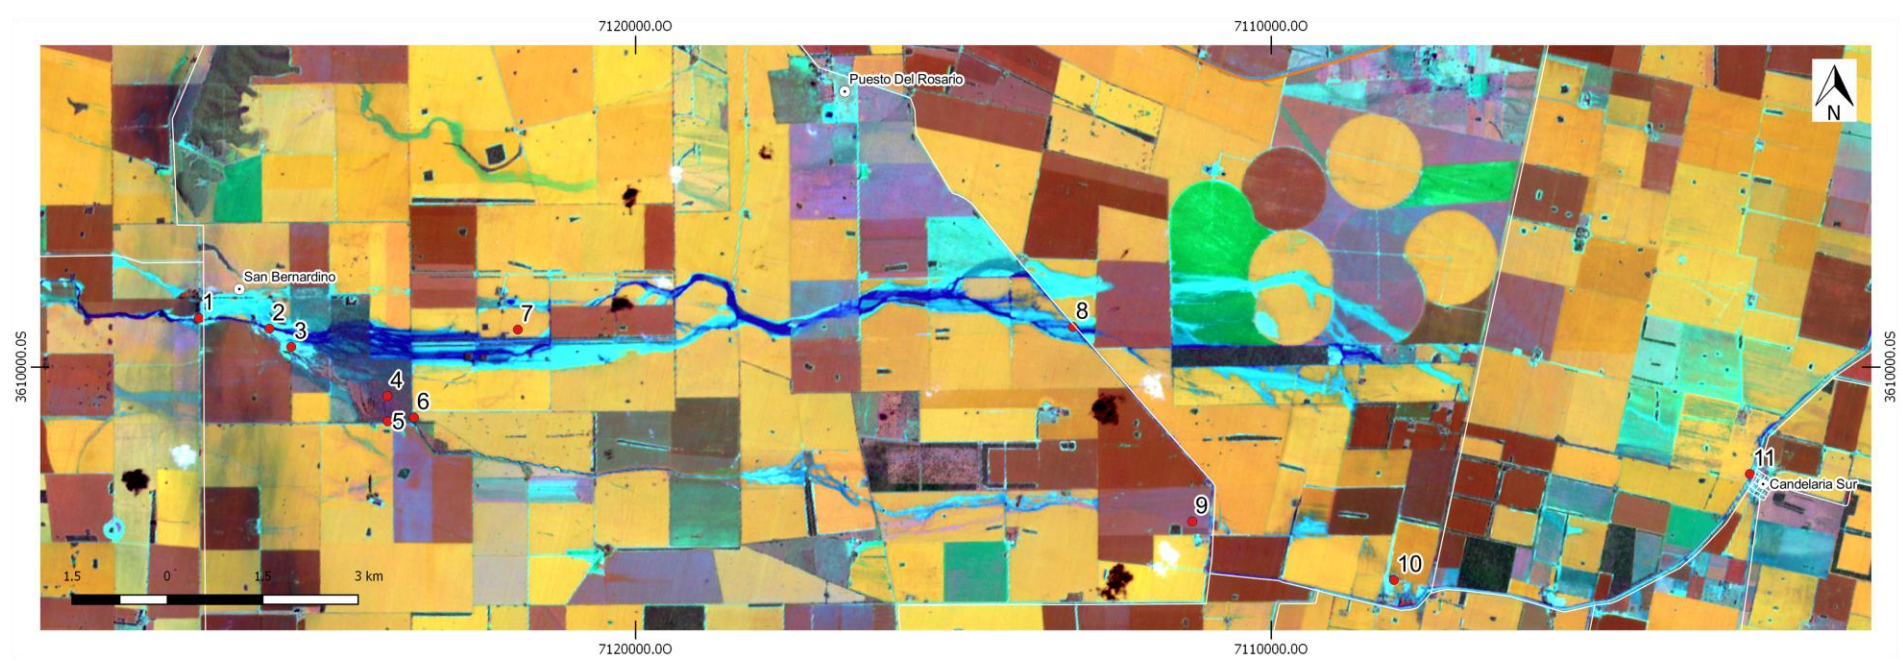 7120000.0O
7110000.0O
Puesto Del Rosario
N
San Bernardino
1
2
3
7
8
3610000.0S
3610000.0S
4
5
6
11
Candelaria Sur
9
10
1.5 0 1.5 3 km
7120000.0O
7110000.0O